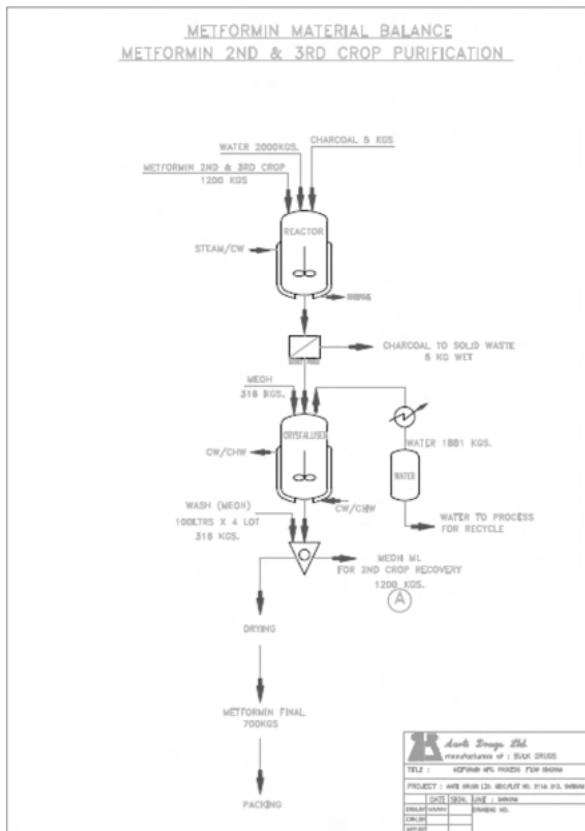 METFORMIN MATERIAL BALANCE
METFORMIN 2ND & 3RD CROP PURIFICATION
CHARCOAL 5 KGS
WATER 2000KGS.
METFORMIN 2ND & 3RD CROP
1200 KGS
REACTOR
STEAM/CW
CHARCOAL TO SOLID WASTE
5 KG WET
MEOH
316 KGS.
CRYSTALLISER
WATER 1881 KGS.
CW/CHW
WATER
CW/CHW
WASH (MEOH)
100LTRS X 4 LOT
316 KGS.
WATER TO PROCESS
FOR RECYCLE
MEOH ML
FOR 2ND CROP RECOVERY
1200 KGS.
A
DRYING
METFORMIN FINAL
700KGS
PACKING
Aarti Drugs Ltd.
manufacturers of : BULK DRUGS
TITLE :
PROJECT :
DATE SIGN. UNIT :
DRAWING NO.